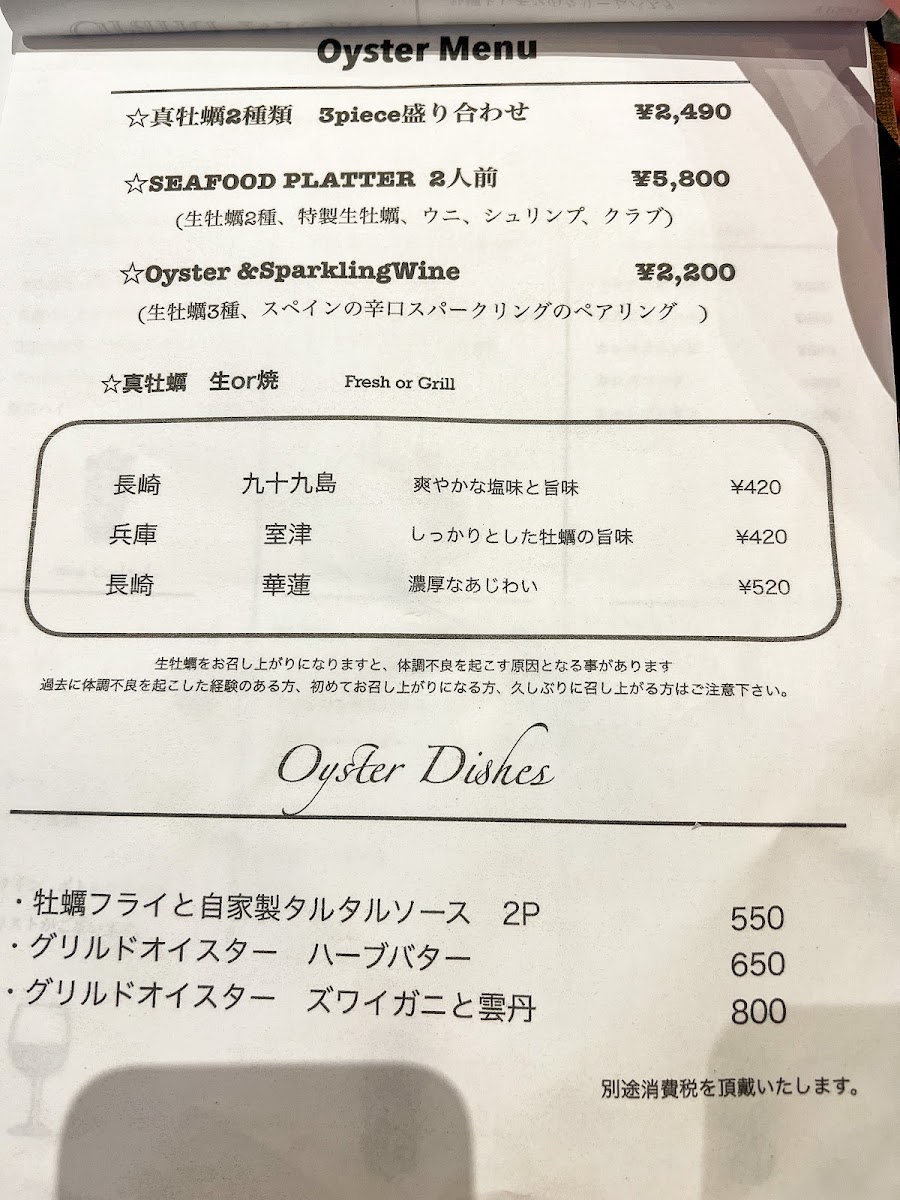 Oyster Menu
☆真牡蠣2種類 3piece盛り合わせ ¥2,490
☆SEAFOOD PLATTER 2人前 ¥5,800
(生牡蠣2種、特製生牡蠣、ウニ、シュリンプ、クラブ)
☆Oyster &SparklingWine ¥2,200
(生牡蠣3種、スペインの辛口スパークリングのペアリング )
☆真牡蠣 生or焼 Fresh or Grill
長崎 九十九島 爽やかな塩味と旨味 ¥420
兵庫 室津 しっかりとした牡蠣の旨味 ¥420
長崎 華蓮 濃厚なあじわい ¥520
生牡蠣をお召し上がりになりますと、体調不良を起こす原因となる事があります
過去に体調不良を起こした経験のある方、初めてお召し上がりになる方、久しぶりに召し上がる方はご注意下さい。
Oyster Dishes
・牡蠣フライと自家製タルタルソース 2P 550
・グリルドオイスター ハーブバター 650
・グリルドオイスター ズワイガニと雲丹 800
別途消費税を頂戴いたします。